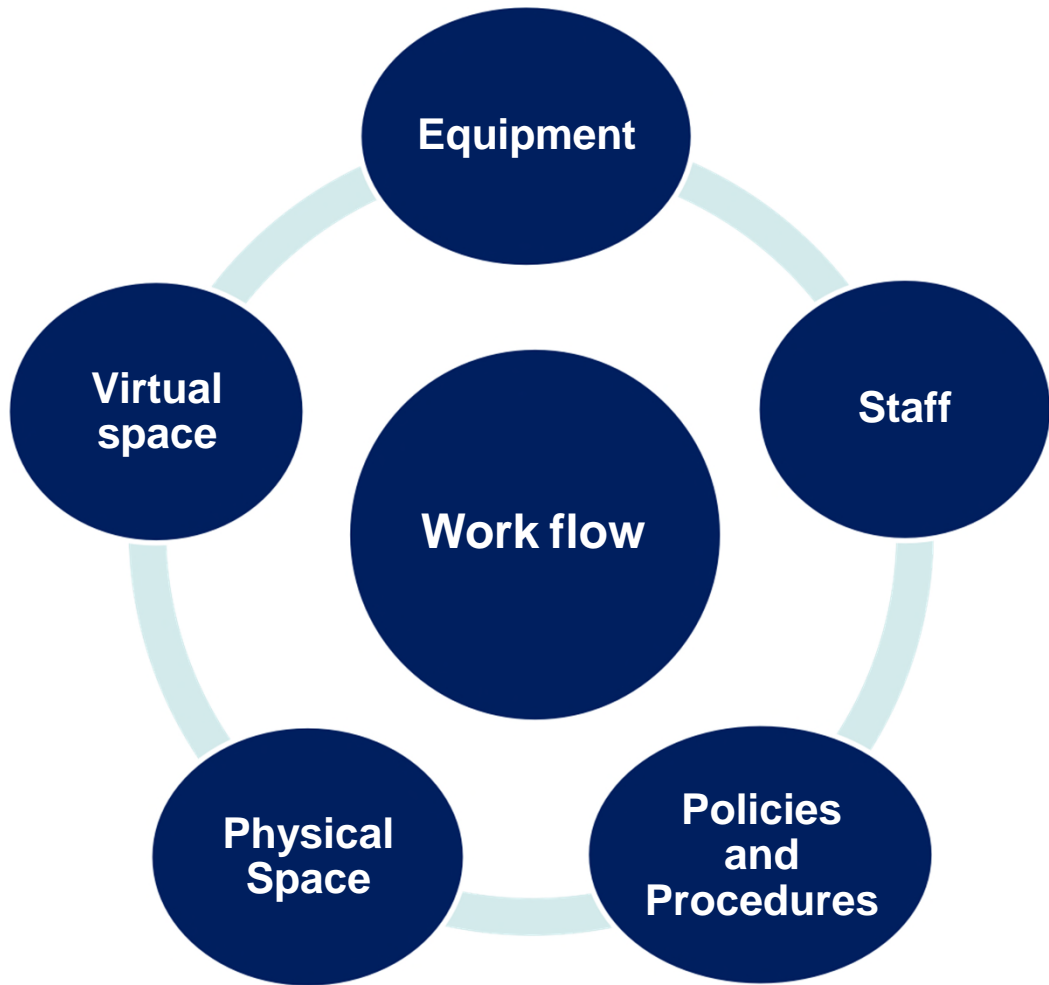 Equipment
Staff
Policies
and
Procedures
Physical
Space
Virtual
space
Work flow